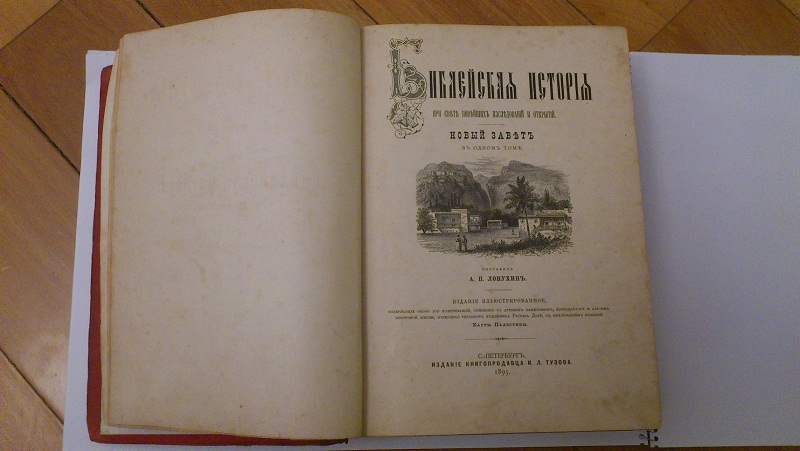 Библейская исторія
при свѣтѣ новѣйшихъ изслѣдованій и открытій.
Новый Завѣтъ
въ одномъ томѣ.
составилъ
А. П. Лопухинъ.
ИЗДАНІЕ ИЛЛЮСТРИРОВАННОЕ,
Карты Палестины.
С.-ПЕТЕРБУРГЪ.
ИЗДАНІЕ КНИГОПРОДАВЦА И. Л. ТУЗОВА.
1895.